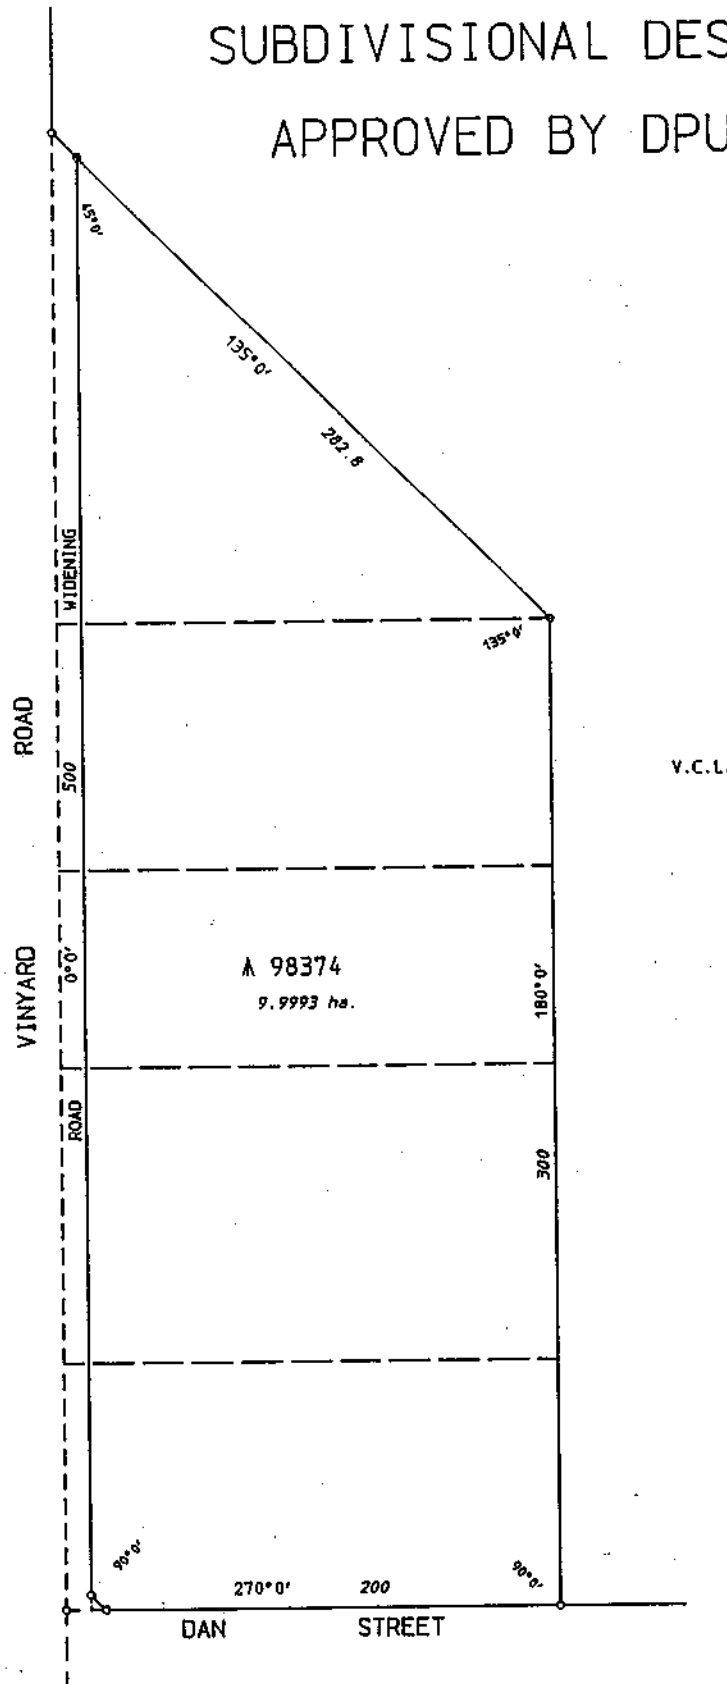 SUBDIVISIONAL DES
APPROVED BY DPU
45°0'
135°0'
282.8
WIDENING
135°0'
ROAD
500
V.C.L.
VINYARD
0°0'
98374
9.9993 ha.
180°0'
ROAD
300
90°0'
90°0'
270°0' 200
DAN STREET